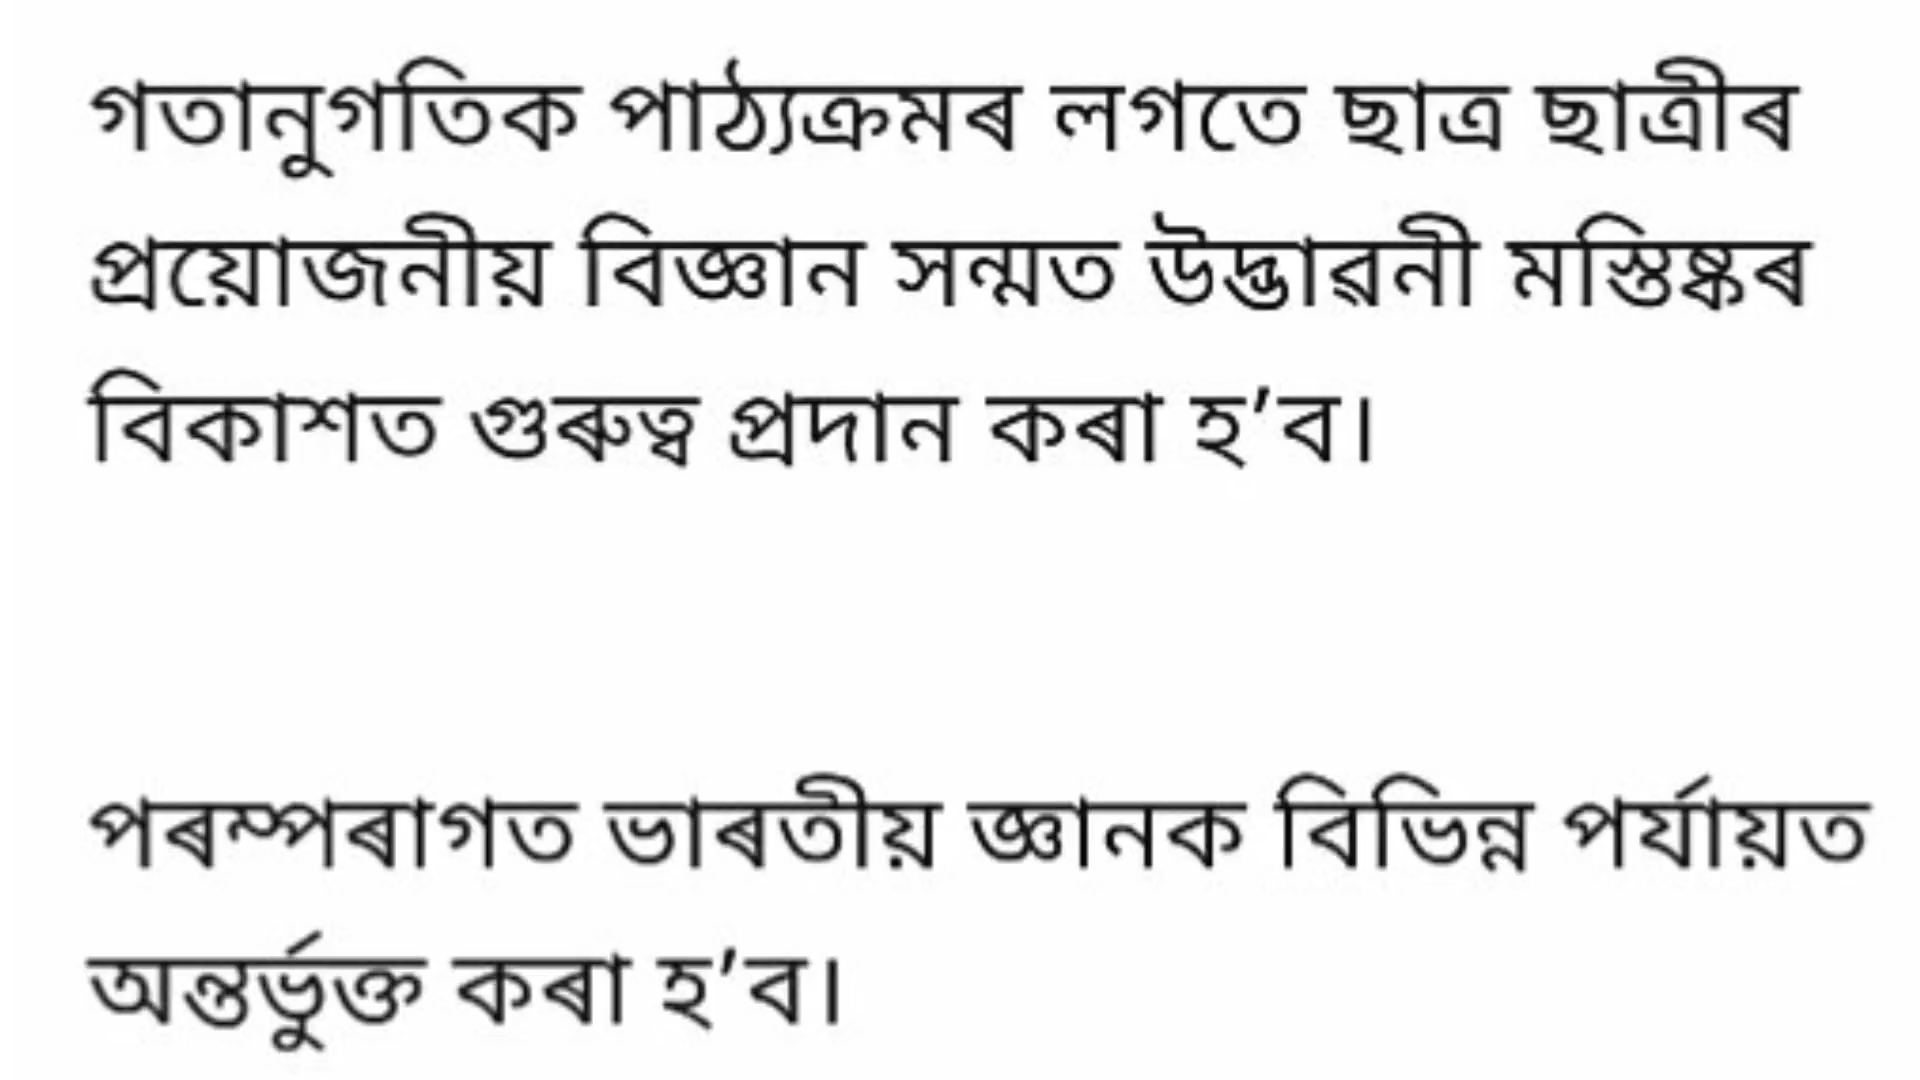 গতানুগতিক পাঠ্যক্ৰমৰ লগতে ছাত্ৰ ছাত্ৰীৰ
প্ৰয়োজনীয় বিজ্ঞান সন্মত উদ্ভাৱনী মস্তিষ্কৰ
বিকাশত গুৰুত্ব প্ৰদান কৰা হ’ব।
পৰম্পৰাগত ভাৰতীয় জ্ঞানক বিভিন্ন পৰ্যায়ত
অন্তৰ্ভুক্ত কৰা হ’ব।